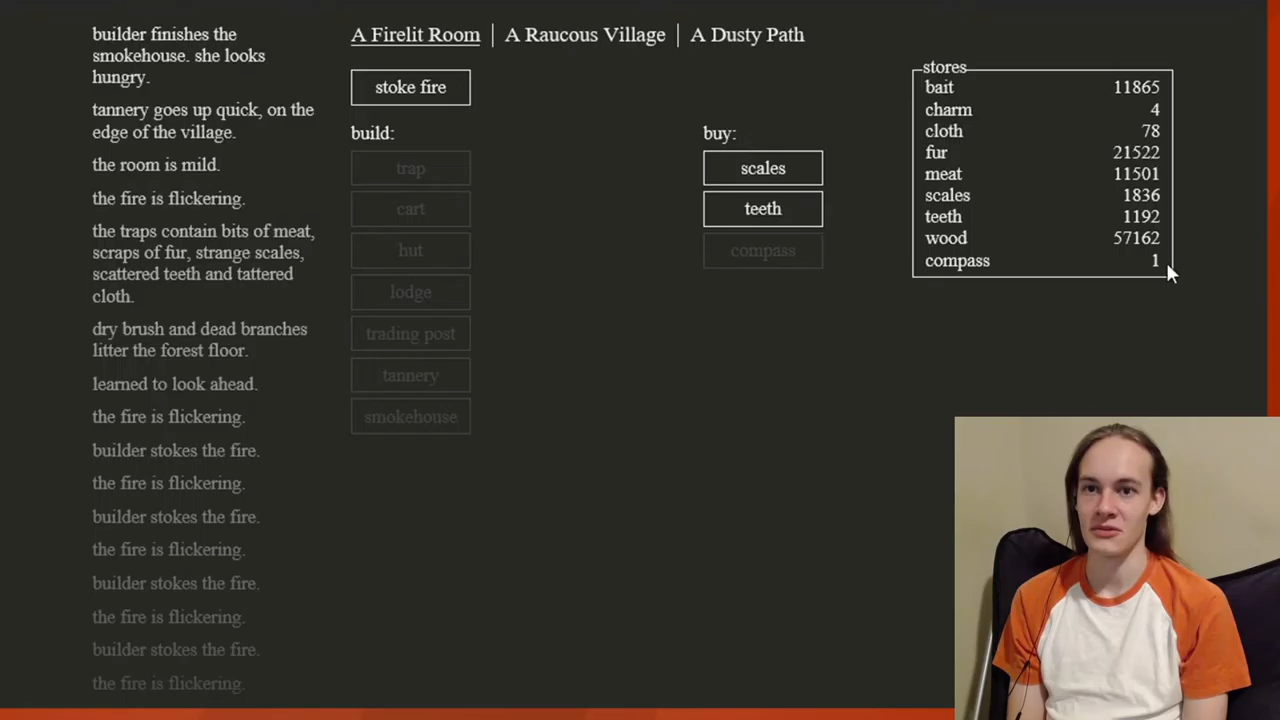 builder finishes the
smokehouse. she looks
hungry.
tannery goes up quick, on the
edge of the village.
the room is mild.
the fire is flickering.
the traps contain bits of meat,
scraps of fur, strange scales,
scattered teeth and tattered
cloth.
dry brush and dead branches
litter the forest floor.
learned to look ahead.
the fire is flickering.
builder stokes the fire.
the fire is flickering.
builder stokes the fire.
the fire is flickering.
builder stokes the fire.
the fire is flickering.
builder stokes the fire.
the fire is flickering.
A Firelit Room | A Raucous Village | A Dusty Path
stoke fire
build:
trap
cart
hut
lodge
trading post
tannery
smokehouse
buy:
scales
teeth
compass
stores
bait 11865
charm 4
cloth 78
fur 21522
meat 11501
scales 1836
teeth 1192
wood 57162
compass 1